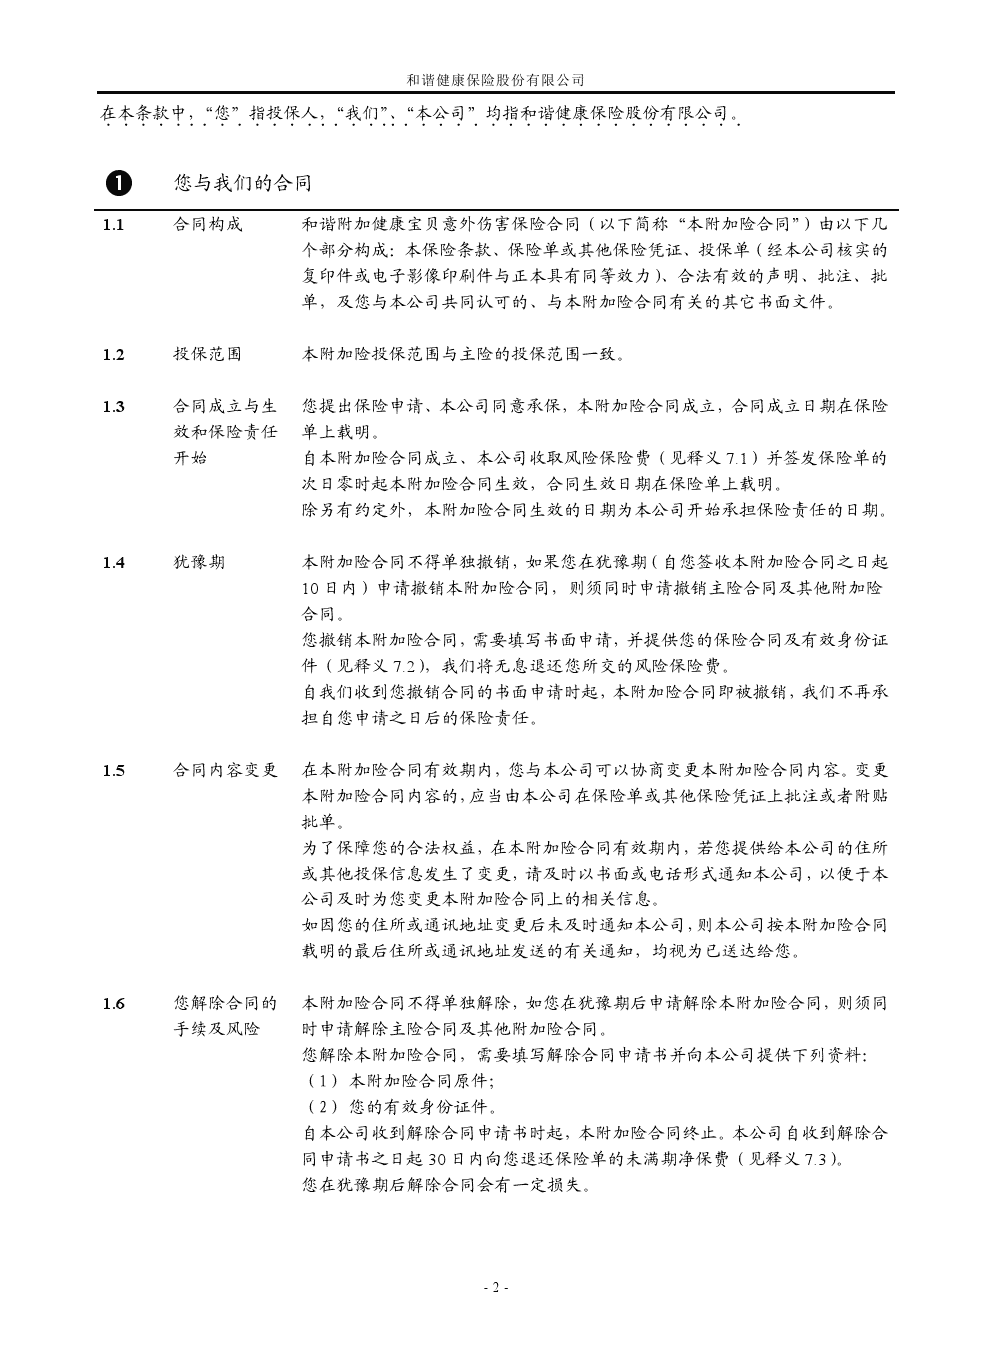 和谐健康保险股份有限公司
在本条款中，“您”指投保人，“我们”、“本公司”均指和谐健康保险股份有限公司。
1 您与我们的合同
1.1 合同构成 和谐附加健康宝贝意外伤害保险合同（以下简称“本附加险合同”）由以下几
个部分构成：本保险条款、保险单或其他保险凭证、投保单（经本公司核实的
复印件或电子影像印刷件与正本具有同等效力）、合法有效的声明、批注、批
单，及您与本公司共同认可的、与本附加险合同有关的其它书面文件。
1.2 投保范围 本附加险投保范围与主险的投保范围一致。
1.3 合同成立与生 您提出保险申请、本公司同意承保，本附加险合同成立，合同成立日期在保险
效和保险责任 单上载明。
开始 自本附加险合同成立、本公司收取风险保险费（见释义 7.1）并签发保险单的
次日零时起本附加险合同生效，合同生效日期在保险单上载明。
除另有约定外，本附加险合同生效的日期为本公司开始承担保险责任的日期。
1.4 犹豫期 本附加险合同不得单独撤销，如果您在犹豫期（自您签收本附加险合同之日起
10 日内）申请撤销本附加险合同，则须同时申请撤销主险合同及其他附加险
合同。
您撤销本附加险合同，需要填写书面申请，并提供您的保险合同及有效身份证
件（见释义 7.2），我们将无息退还您所交的风险保险费。
自我们收到您撤销合同的书面申请时起，本附加险合同即被撤销，我们不再承
担自您申请之日后的保险责任。
1.5 合同内容变更 在本附加险合同有效期内，您与本公司可以协商变更本附加险合同内容。变更
本附加险合同内容的，应当由本公司在保险单或其他保险凭证上批注或者附贴
批单。
为了保障您的合法权益，在本附加险合同有效期内，若您提供给本公司的住所
或其他投保信息发生了变更，请及时以书面或电话形式通知本公司，以便于本
公司及时为您变更本附加险合同上的相关信息。
如因您的住所或通讯地址变更后未及时通知本公司，则本公司按本附加险合同
载明的最后住所或通讯地址发送的有关通知，均视为已送达给您。
1.6 您解除合同的 本附加险合同不得单独解除，如您在犹豫期后申请解除本附加险合同，则须同
手续及风险 时申请解除主险合同及其他附加险合同。
您解除本附加险合同，需要填写解除合同申请书并向本公司提供下列资料：
（1） 本附加险合同原件；
（2） 您的有效身份证件。
自本公司收到解除合同申请书时起，本附加险合同终止。本公司自收到解除合
同申请书之日起 30 日内向您退还保险单的未满期净保费（见释义 7.3）。
您在犹豫期后解除合同会有一定损失。
- 2 -